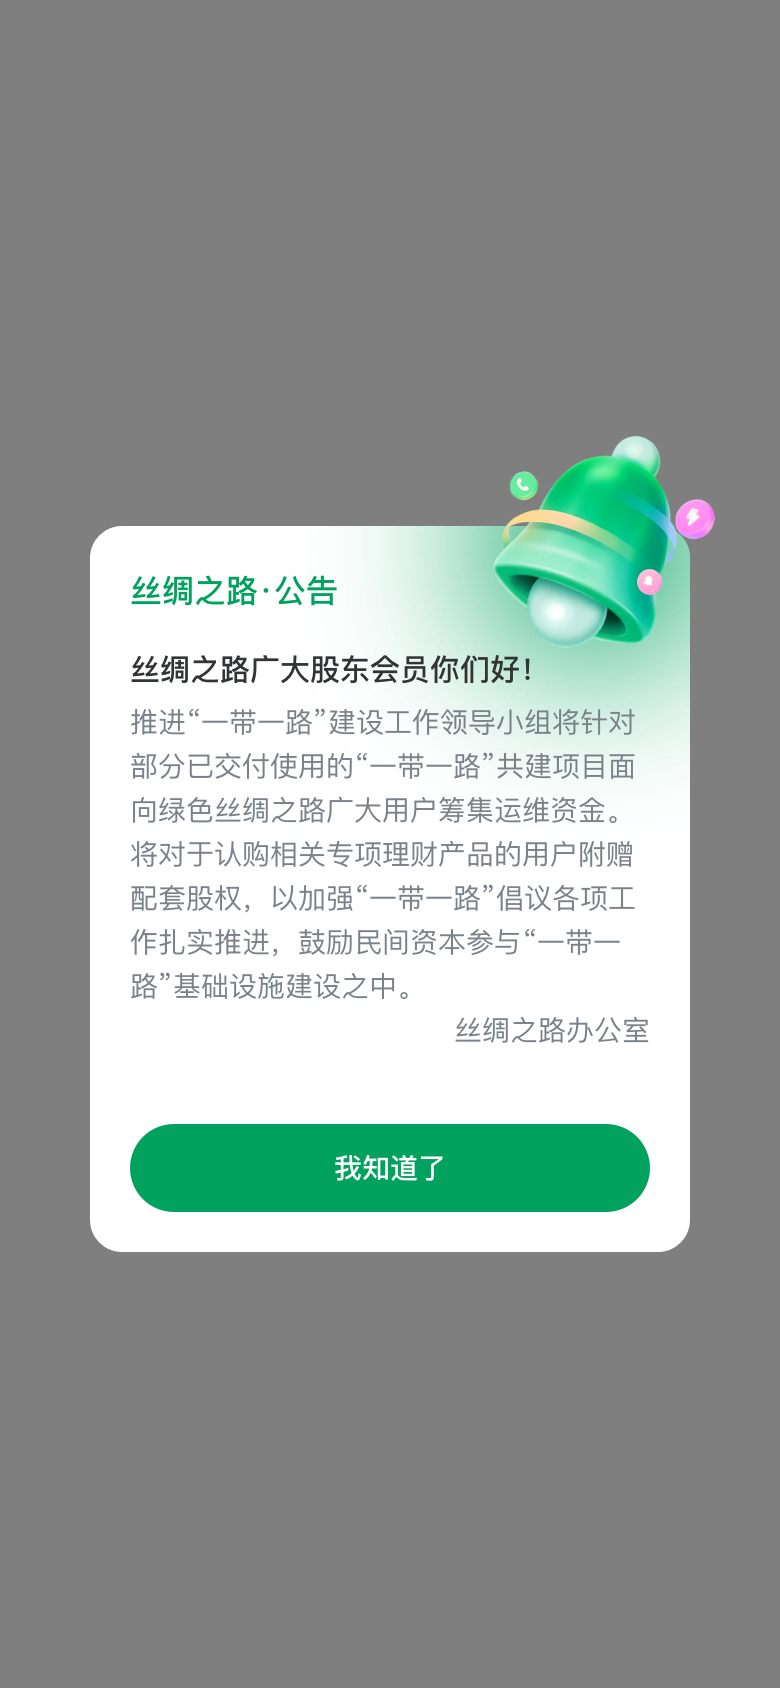 丝绸之路·公告
丝绸之路广大股东会员你们好！
推进“一带一路”建设工作领导小组将针对
部分已交付使用的“一带一路”共建项目面
向绿色丝绸之路广大用户筹集运维资金。
将对于认购相关专项理财产品的用户附赠
配套股权，以加强“一带一路”倡议各项工
作扎实推进，鼓励民间资本参与“一带一
路”基础设施建设之中。
丝绸之路办公室
我知道了